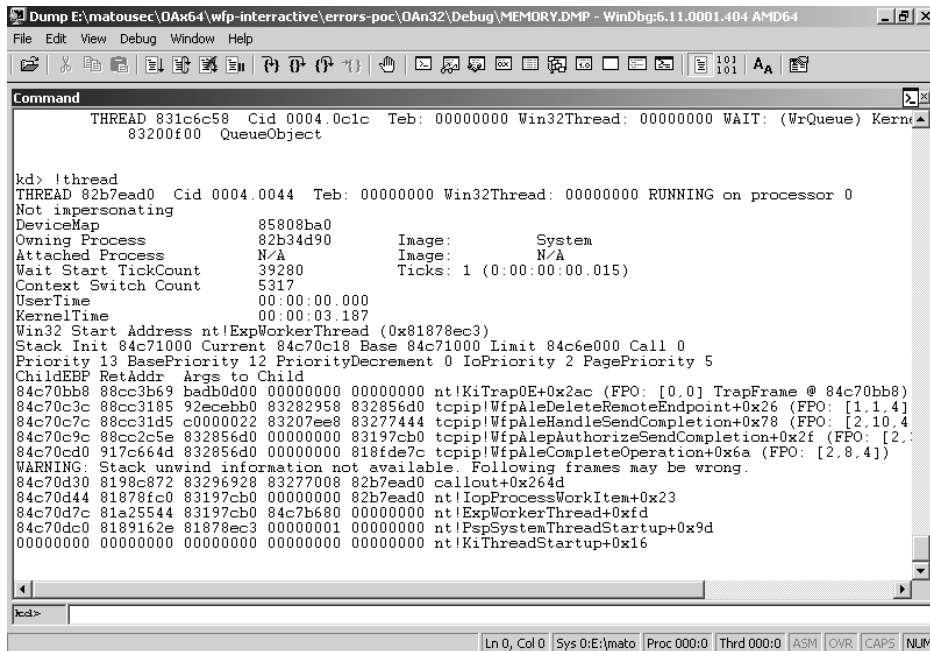 Dump E:\matousec\OAx64\wfp-interractive\errors-poc\OAn32\Debug\MEMORY.DMP - WinDbg:6.11.0001.404 AMD64
File Edit View Debug Window Help
Command
THREAD 831c6c58 Cid 0004.0c1c Teb: 00000000 Win32Thread: 00000000 WAIT: (WrQueue) Kerne
83200f00 QueueObject
kd> !thread
THREAD 82b7ead0 Cid 0004.0044 Teb: 00000000 Win32Thread: 00000000 RUNNING on processor 0
Not impersonating
DeviceMap 85808ba0
Owning Process 82b34d90 Image: System
Attached Process N/A Image: N/A
Wait Start TickCount 39280 Ticks: 1 (0:00:00:00.015)
Context Switch Count 5317
UserTime 00:00:00.000
KernelTime 00:00:03.187
Win32 Start Address nt!ExpWorkerThread (0x81878ec3)
Stack Init 84c71000 Current 84c70c18 Base 84c71000 Limit 84c6e000 Call 0
Priority 13 BasePriority 12 PriorityDecrement 0 IoPriority 2 PagePriority 5
ChildEBP RetAddr Args to Child
84c70bb8 88cc3b69 badb0d00 00000000 00000000 nt!KiTrap0E+0x2ac (FPO: [0,0] TrapFrame @ 84c70bb8)
84c70c3c 88cc3185 92ecebb0 83282958 832856d0 tcpip!WfpAleDeleteRemoteEndpoint+0x26 (FPO: [1,1,4]
84c70c7c 88cc31d5 c0000022 83207ee8 83277444 tcpip!WfpAleHandleSendCompletion+0x78 (FPO: [2,10,4
84c70c9c 88cc2c5e 832856d0 00000000 83197cb0 tcpip!WfpAlepAuthorizeSendCompletion+0x2f (FPO: [2,
84c70cd0 917c664d 832856d0 00000000 818fde7c tcpip!WfpAleCompleteOperation+0x6a (FPO: [2,8,4])
WARNING: Stack unwind information not available. Following frames may be wrong.
84c70d30 8198c872 83296928 83277008 82b7ead0 callout+0x264d
84c70d44 81878fc0 83197cb0 00000000 82b7ead0 nt!IopProcessWorkItem+0x23
84c70d7c 81a25544 83197cb0 84c7b680 00000000 nt!ExpWorkerThread+0xfd
84c70dc0 8189162e 81878ec3 00000001 00000000 nt!PspSystemThreadStartup+0x9d
00000000 00000000 00000000 00000000 00000000 nt!KiThreadStartup+0x16
kd>
Ln 0, Col 0 Sys 0:E:\mato Proc 000:0 Thrd 000:0 ASM OVR CAPS NUM